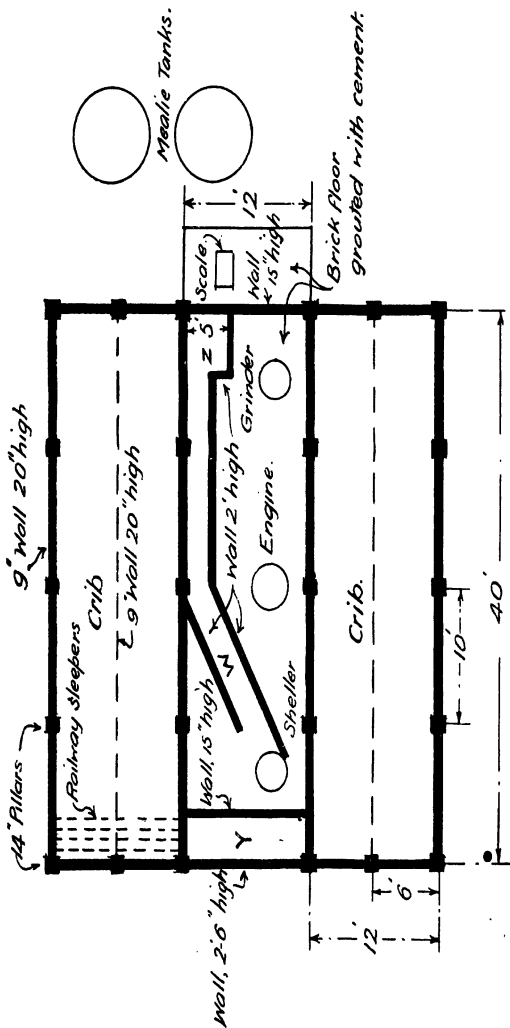 14" Pillars
Railway Sleepers
9" Wall 20" high
Crib
9" Wall 20" high
Mealie Tanks.
Wall, 2'-6" high
Y
Wall, 15" high
W
Wall 2' high
Sheller
Engine.
Grinder
Z
5'
Scale.
Wall
15" high
12'
Brick floor
grouted with cement.
Crib.
10'
40'
6'
12'